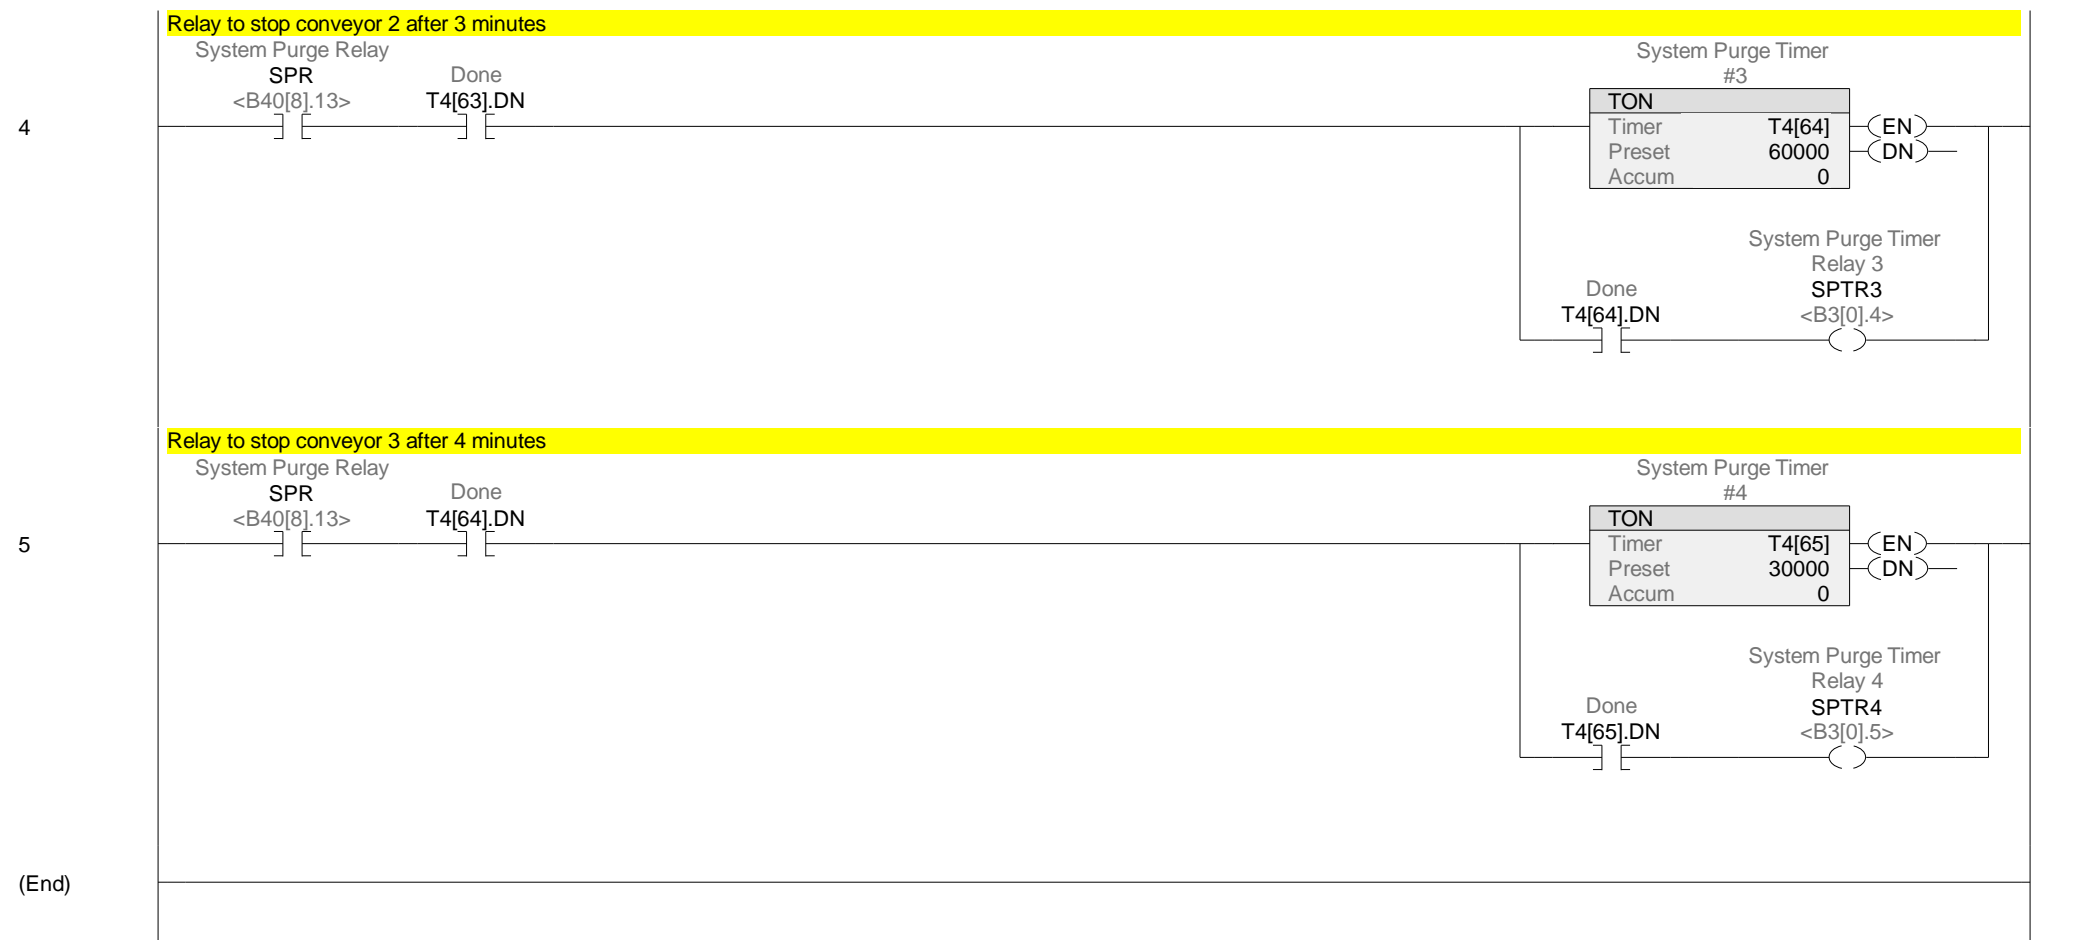 Relay to stop conveyor 2 after 3 minutes
System Purge Relay
SPR
<B40[8].13>
Done
T4[63].DN
System Purge Timer
#3
4
TON
Timer T4[64]
Preset 60000
Accum 0
EN
DN
System Purge Timer
Relay 3
SPTR3
<B3[0].4>
Done
T4[64].DN
Relay to stop conveyor 3 after 4 minutes
System Purge Relay
SPR
<B40[8].13>
Done
T4[64].DN
System Purge Timer
#4
5
TON
Timer T4[65]
Preset 30000
Accum 0
EN
DN
System Purge Timer
Relay 4
SPTR4
<B3[0].5>
Done
T4[65].DN
(End)